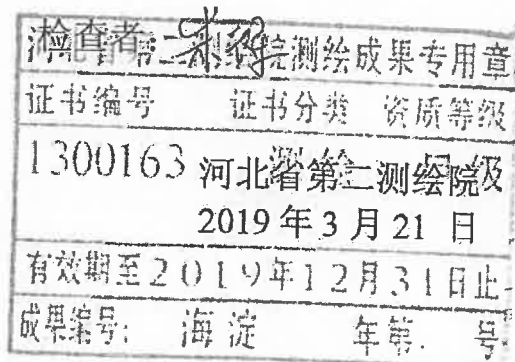 检查者:
测绘成果专用章
证书编号 证书分类 资质等级
1300163 级
河北省第二测绘院
2019年3月21日
有效期至2019年12月31日止
成果编号: 海淀 年第 号